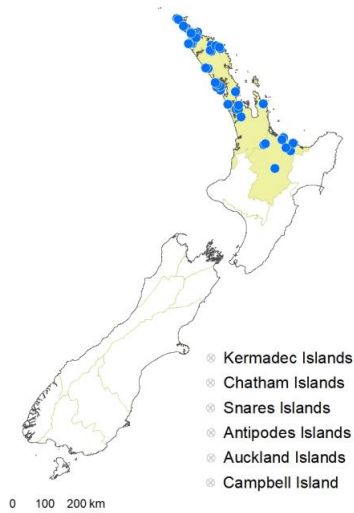 Kermadec Islands
Chatham Islands
Snares Islands
Antipodes Islands
Auckland Islands
Campbell Island
0 100 200 km